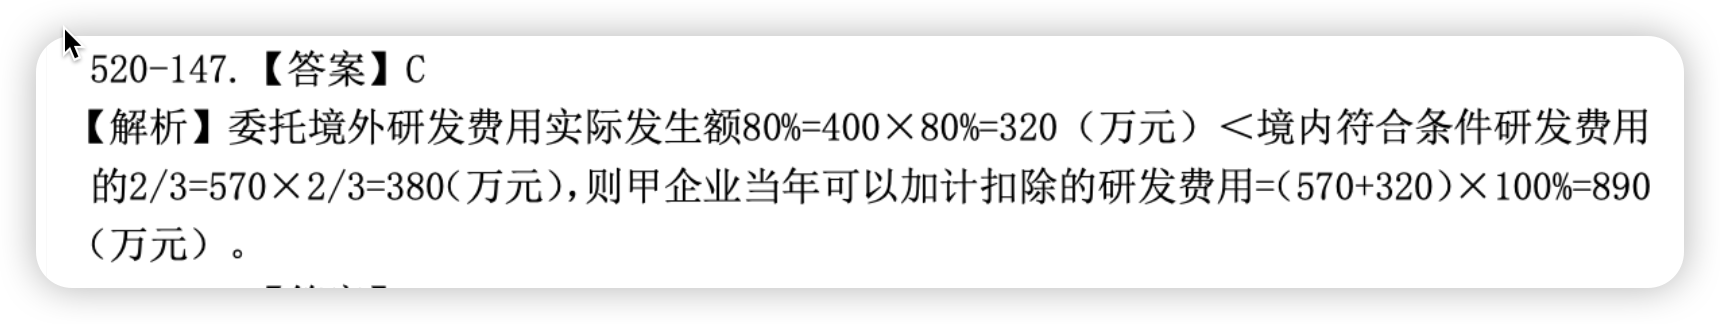 520-147.【答案】C
【解析】委托境外研发费用实际发生额80%=400×80%=320（万元）＜境内符合条件研发费用
的2/3=570×2/3=380(万元),则甲企业当年可以加计扣除的研发费用=(570+320)×100%=890
（万元）。